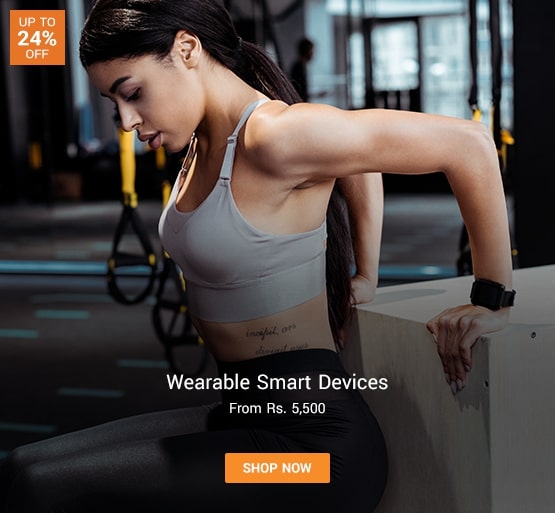 UP TO
24%
OFF
Wearable Smart Devices
From Rs. 5,500
SHOP NOW